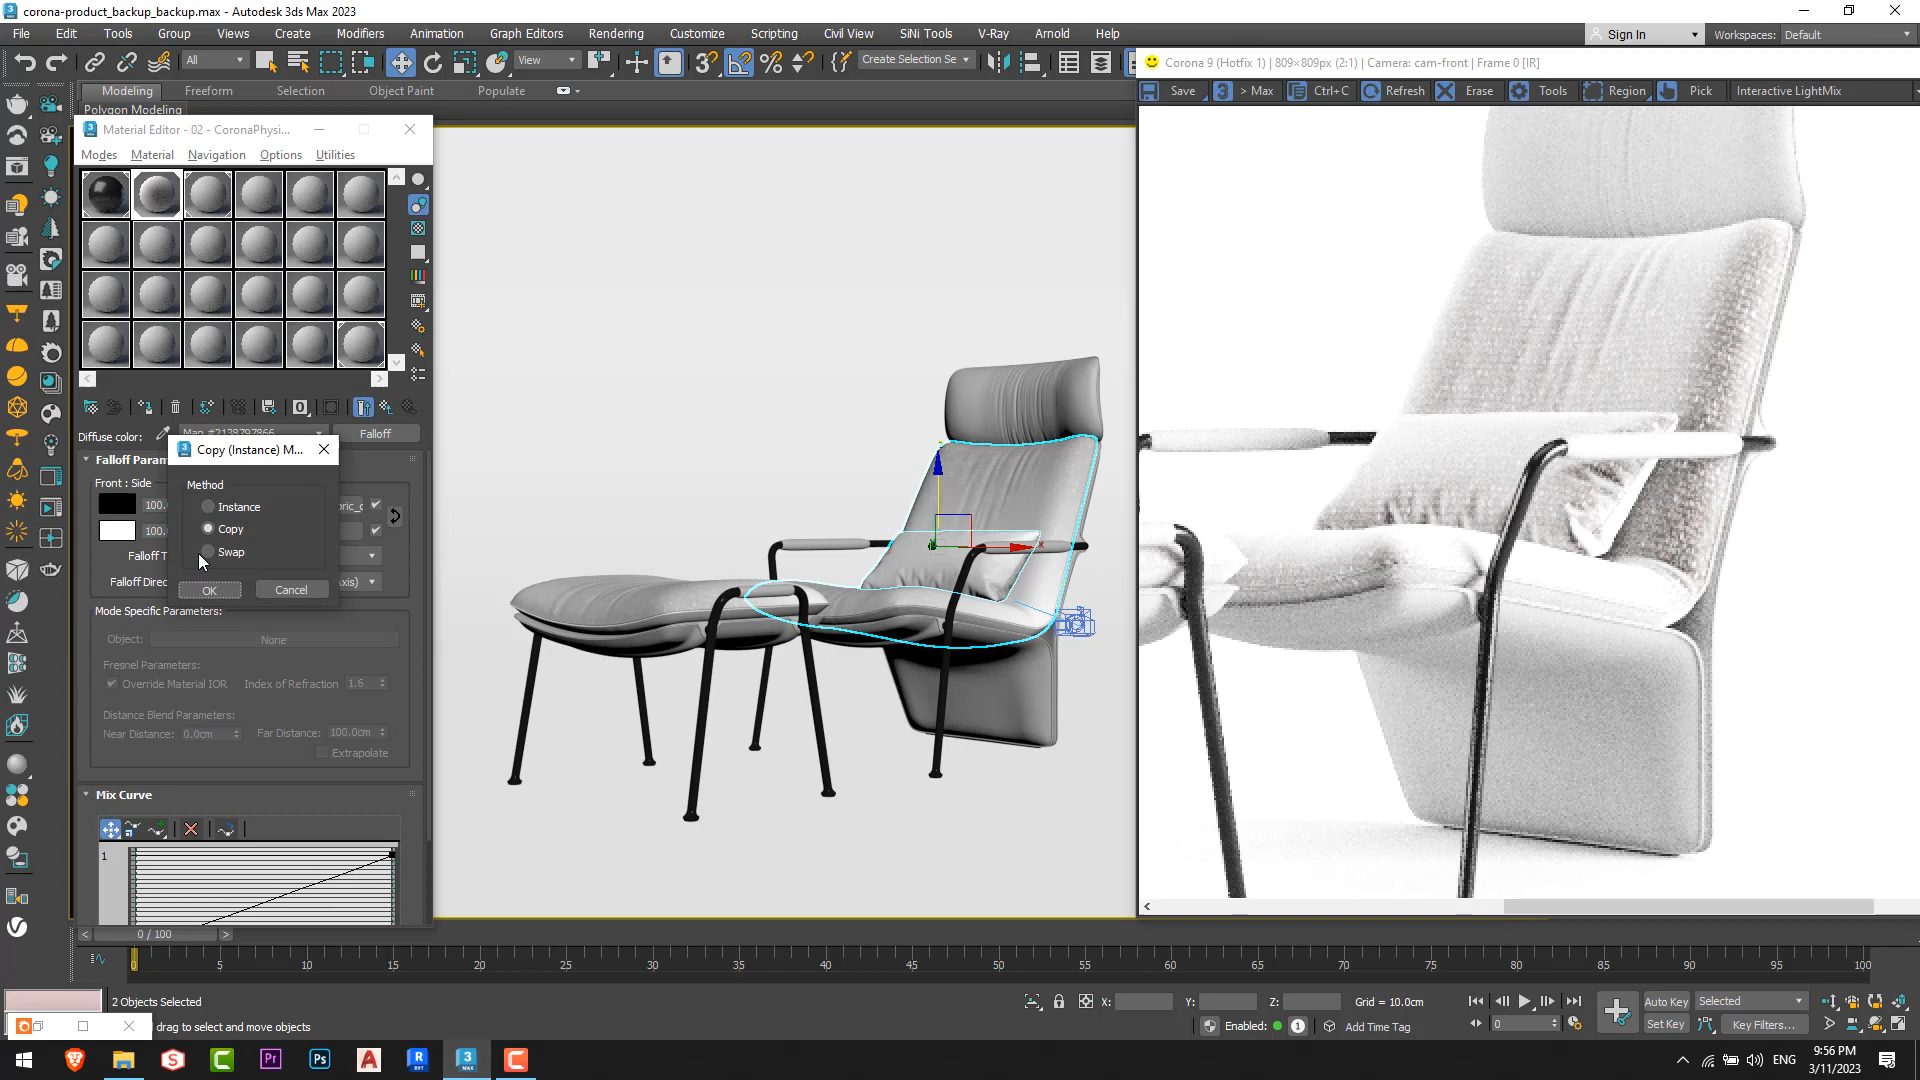 corona-product_backup_backup.max - Autodesk 3ds Max 2023
File Edit Tools Group Views Create Modifiers Animation Graph Editors Rendering Customize Scripting Civil View SiNi Tools V-Ray Arnold Help
Sign In Workspaces: Default
All View Create Selection Se
Corona 9 (Hotfix 1) | 809×809px (2:1) | Camera: cam-front | Frame 0 [IR]
Modeling Freeform Selection Object Paint Populate
Save > Max Ctrl+C Refresh Erase Tools Region Pick Interactive LightMix
Polygon Modeling
Material Editor - 02 - CoronaPhysi...
Modes Material Navigation Options Utilities
Diffuse color: Map #2138797866 Falloff
Copy (Instance) M...
Falloff Param
Front : Side
Method
100. Instance bric_c
100. Copy
Falloff T Swap
Falloff Direc Axis)
OK Cancel
Mode Specific Parameters:
Object: None
Fresnel Parameters:
Override Material IOR Index of Refraction 1.6
Distance Blend Parameters:
Near Distance: 0.0cm Far Distance: 100.0cm
Extrapolate
Mix Curve
1
0 / 100
0 5 10 15 20 25 30 35 40 45 50 55 60 65 70 75 80 85 90 95 100
2 Objects Selected
X: Y: Z: Grid = 10.0cm
Auto Key Selected
drag to select and move objects
Enabled: 1 Add Time Tag
0 Set Key Key Filters...
ENG
9:56 PM
3/11/2023